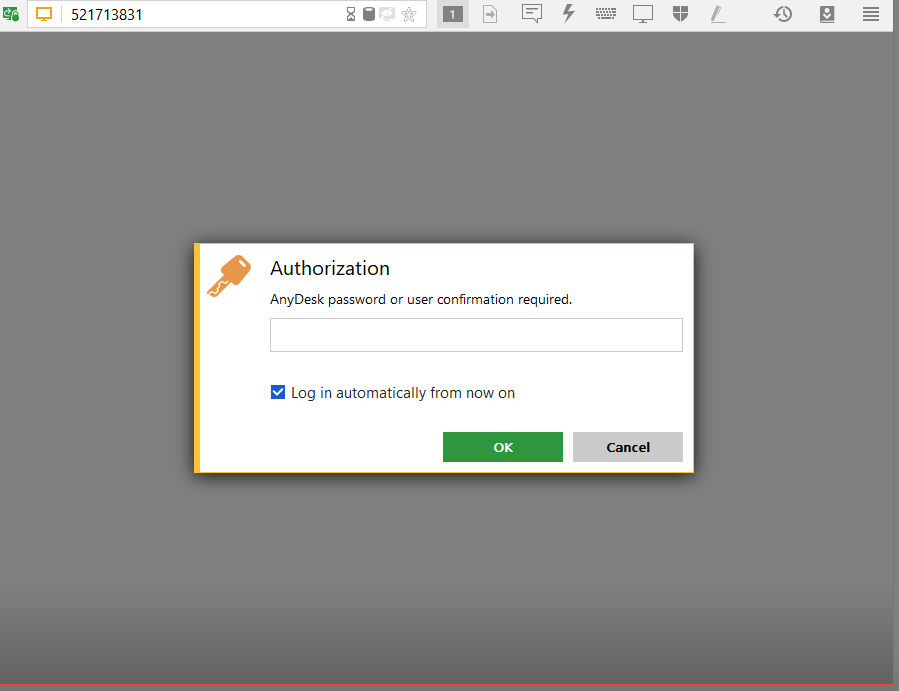 521713831
1
Authorization
AnyDesk password or user confirmation required.
Log in automatically from now on
OK Cancel